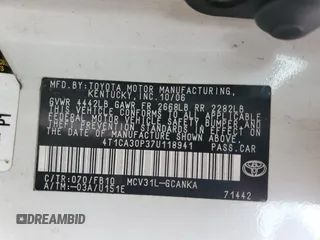 MFD.BY:TOYOTA MOTOR MANUFACTURING,
KENTUCKY,INC.10/06
GVWR 4442LB,GAWR FR 2668LB RR 2282LB
THIS VEHICLE CONFORMS TO ALL APPLICABLE
FEDERAL MOTOR VEHICLE SAFETY, BUMPER,
AND THEFT PREVENTION STANDARDS
IN EFFECT ON THE DATE OF
MANUFACTURE SHOWN ABOVE.
4T1CA30P37U118941 PASS.CAR
C/TR:070/FB10 MCV31L-GCANKA
A/TM:-03A/U151E
71442
TOYOTA
DRIVERHISTORY